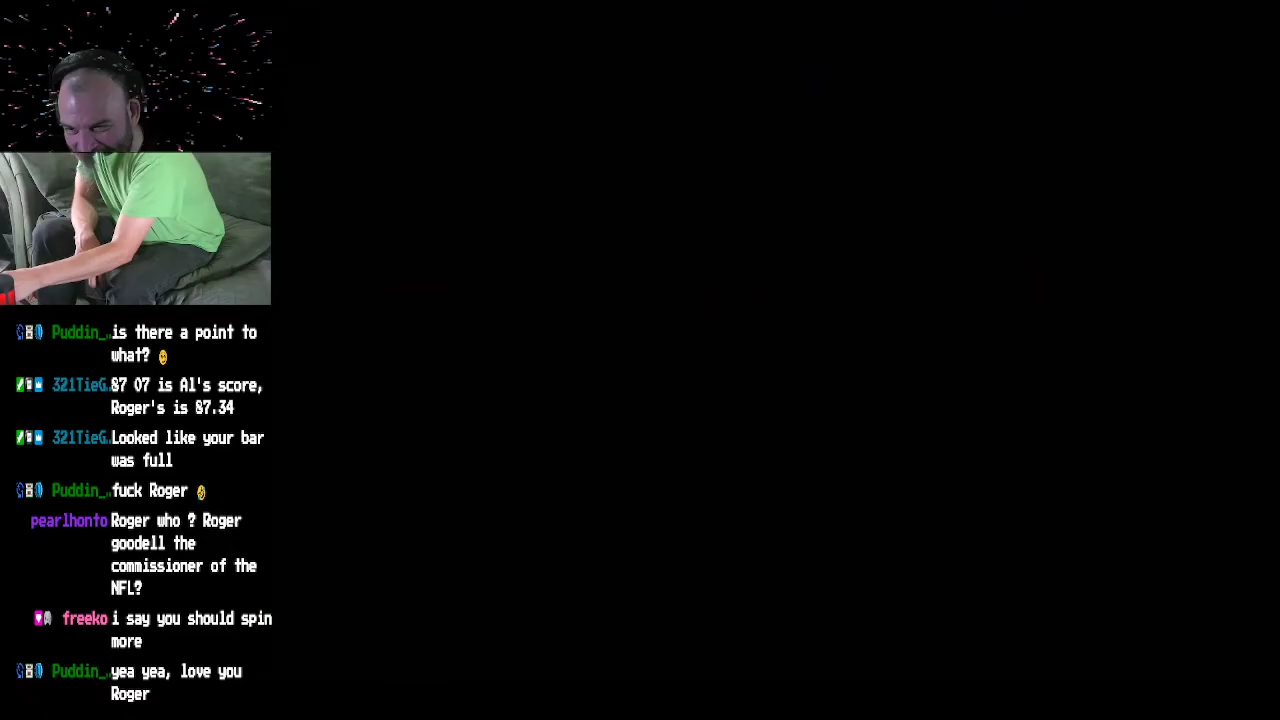 Puddin_..is there a point to
what?
321TieG..87 07 is Al's score,
Roger's is 87.34
321TieG..Looked like your bar
was full
Puddin_..fuck Roger
pearlhonto Roger who ? Roger
goodell the
commissioner of the
NFL?
freeko i say you should spin
more
Puddin_..yea yea, love you
Roger